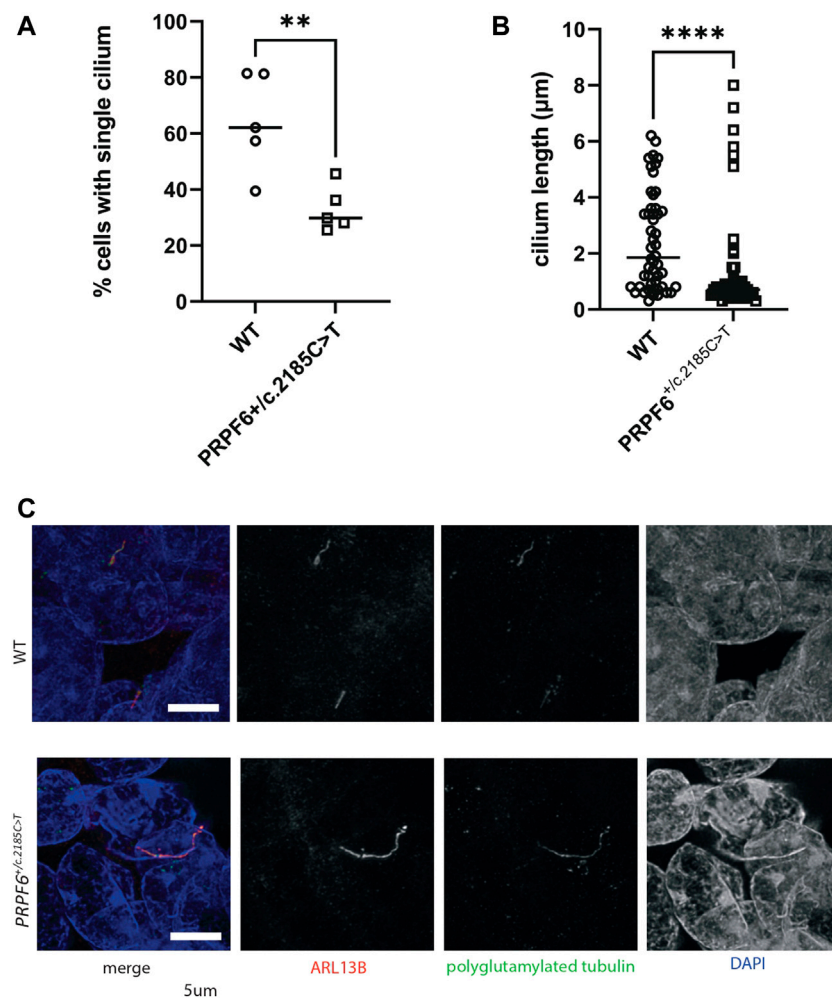 A
% cells with single cilium
100
80
60
40
20
0
**
WT
PRPF6+/c.2185C>T
B
cilium length (µm)
10
8
6
4
2
0
****
WT
PRPF6+/c.2185C>T
C
WT
PRPF6+/c.2185C>T
merge
ARL13B
polyglutamylated tubulin
DAPI
5um